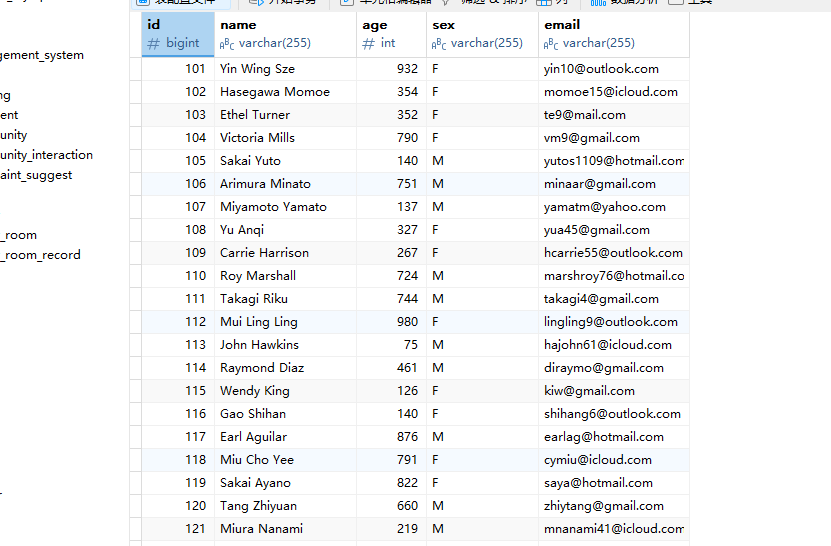 id name age sex email
# bigint ABC varchar(255) # int ABC varchar(255) ABC varchar(255)
gement_system
101 Yin Wing Sze 932 F yin10@outlook.com
102 Hasegawa Momoe 354 F momoe15@icloud.com
ng
103 Ethel Turner 352 F te9@mail.com
ent
104 Victoria Mills 790 F vm9@gmail.com
unity
105 Sakai Yuto 140 M yutos1109@hotmail.com
unity_interaction
106 Arimura Minato 751 M minaar@gmail.com
aint_suggest
107 Miyamoto Yamato 137 M yamatm@yahoo.com
108 Yu Anqi 327 F yua45@gmail.com
_room
109 Carrie Harrison 267 F hcarrie55@outlook.com
_room_record
110 Roy Marshall 724 M marshroy76@hotmail.co
111 Takagi Riku 744 M takagi4@gmail.com
112 Mui Ling Ling 980 F lingling9@outlook.com
113 John Hawkins 75 M hajohn61@icloud.com
114 Raymond Diaz 461 M diraymo@gmail.com
115 Wendy King 126 F kiw@gmail.com
116 Gao Shihan 140 F shihang6@outlook.com
117 Earl Aguilar 876 M earlag@hotmail.com
118 Miu Cho Yee 791 F cymiu@icloud.com
119 Sakai Ayano 822 F saya@hotmail.com
120 Tang Zhiyuan 660 M zhiytang@gmail.com
121 Miura Nanami 219 M mnanami41@icloud.com